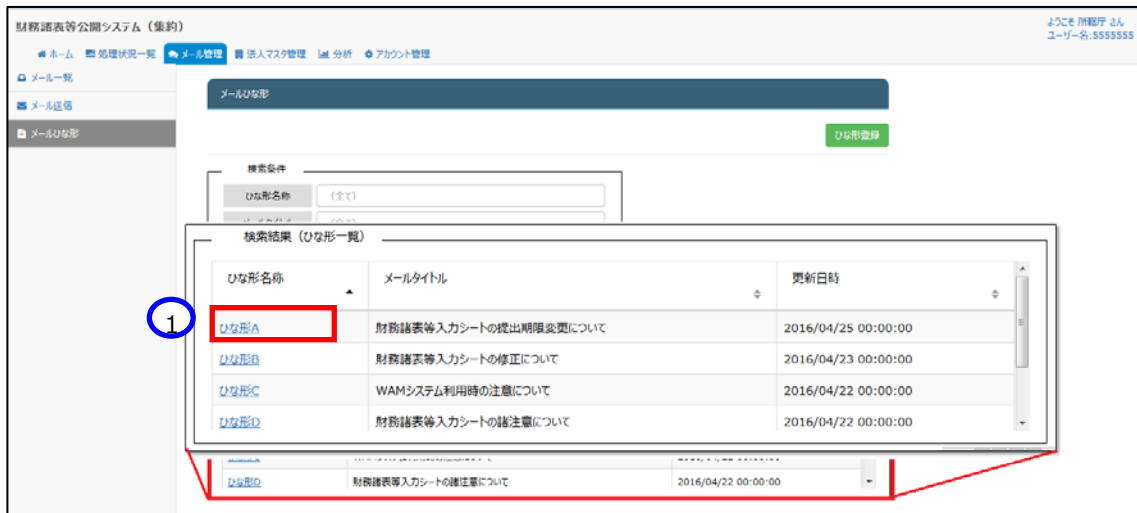 財務諸表等公開システム（集約）
ようこそ 所轄庁 さん
ユーザー名:5555555
ホーム 処理状況一覧 メール管理 法人マスタ管理 分析 アカウント管理
メール一覧
メール送信
メールひな形
メールひな形
ひな形登録
検索条件
ひな形名称 (全て)
検索結果（ひな形一覧）
ひな形名称 メールタイトル 更新日時
1
ひな形A 財務諸表等入力シートの提出期限変更について 2016/04/25 00:00:00
ひな形B 財務諸表等入力シートの修正について 2016/04/23 00:00:00
ひな形C WAMシステム利用時の注意について 2016/04/22 00:00:00
ひな形D 財務諸表等入力シートの諸注意について 2016/04/22 00:00:00
ひな形D 財務諸表等入力シートの諸注意について 2016/04/22 00:00:00